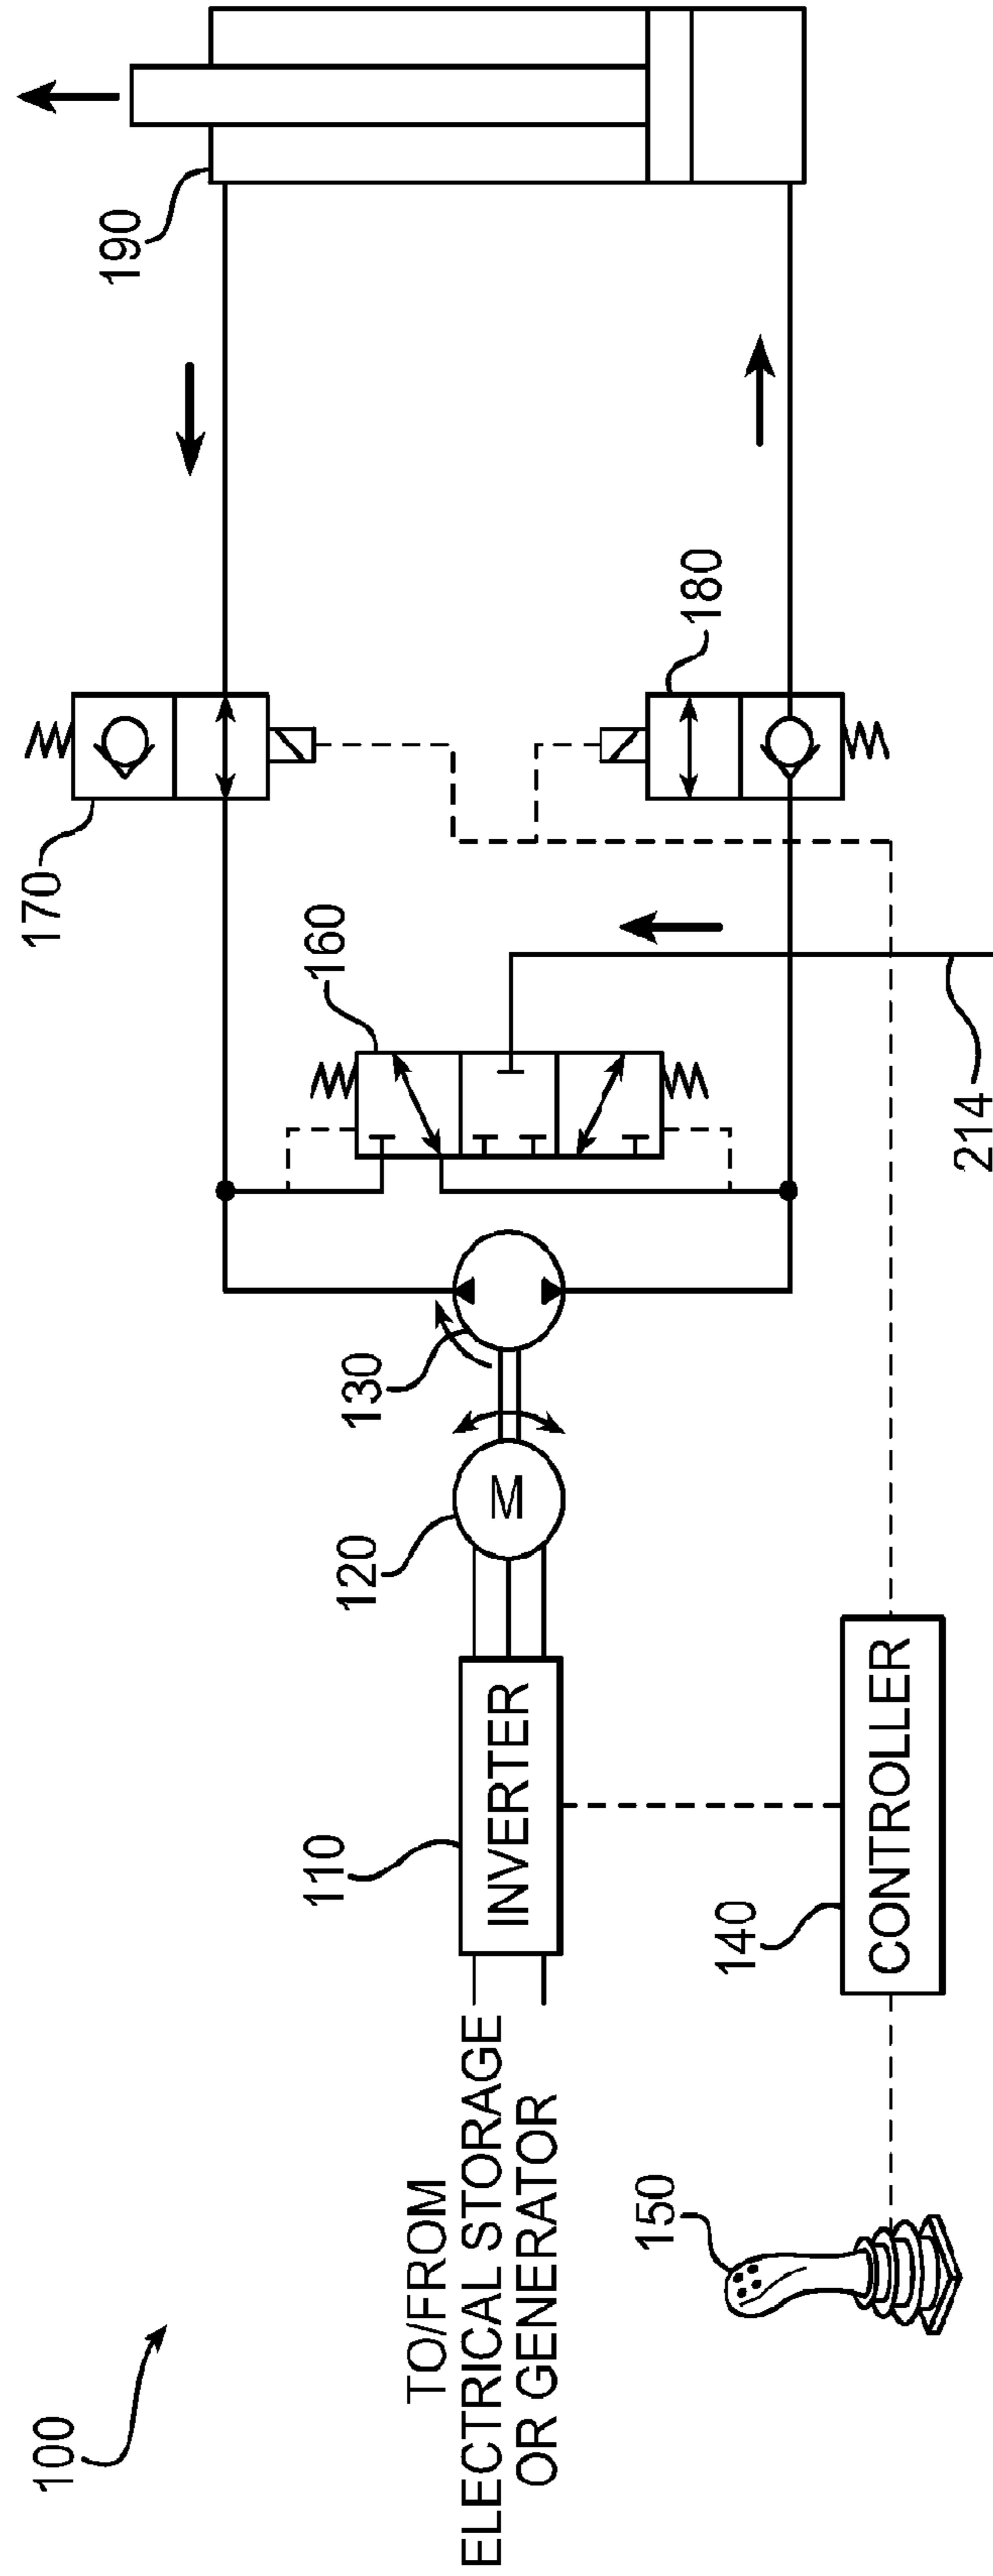 100
TO/FROM
ELECTRICAL STORAGE
OR GENERATOR
110
INVERTER
120
M
130
140
CONTROLLER
150
160
170
180
190
214